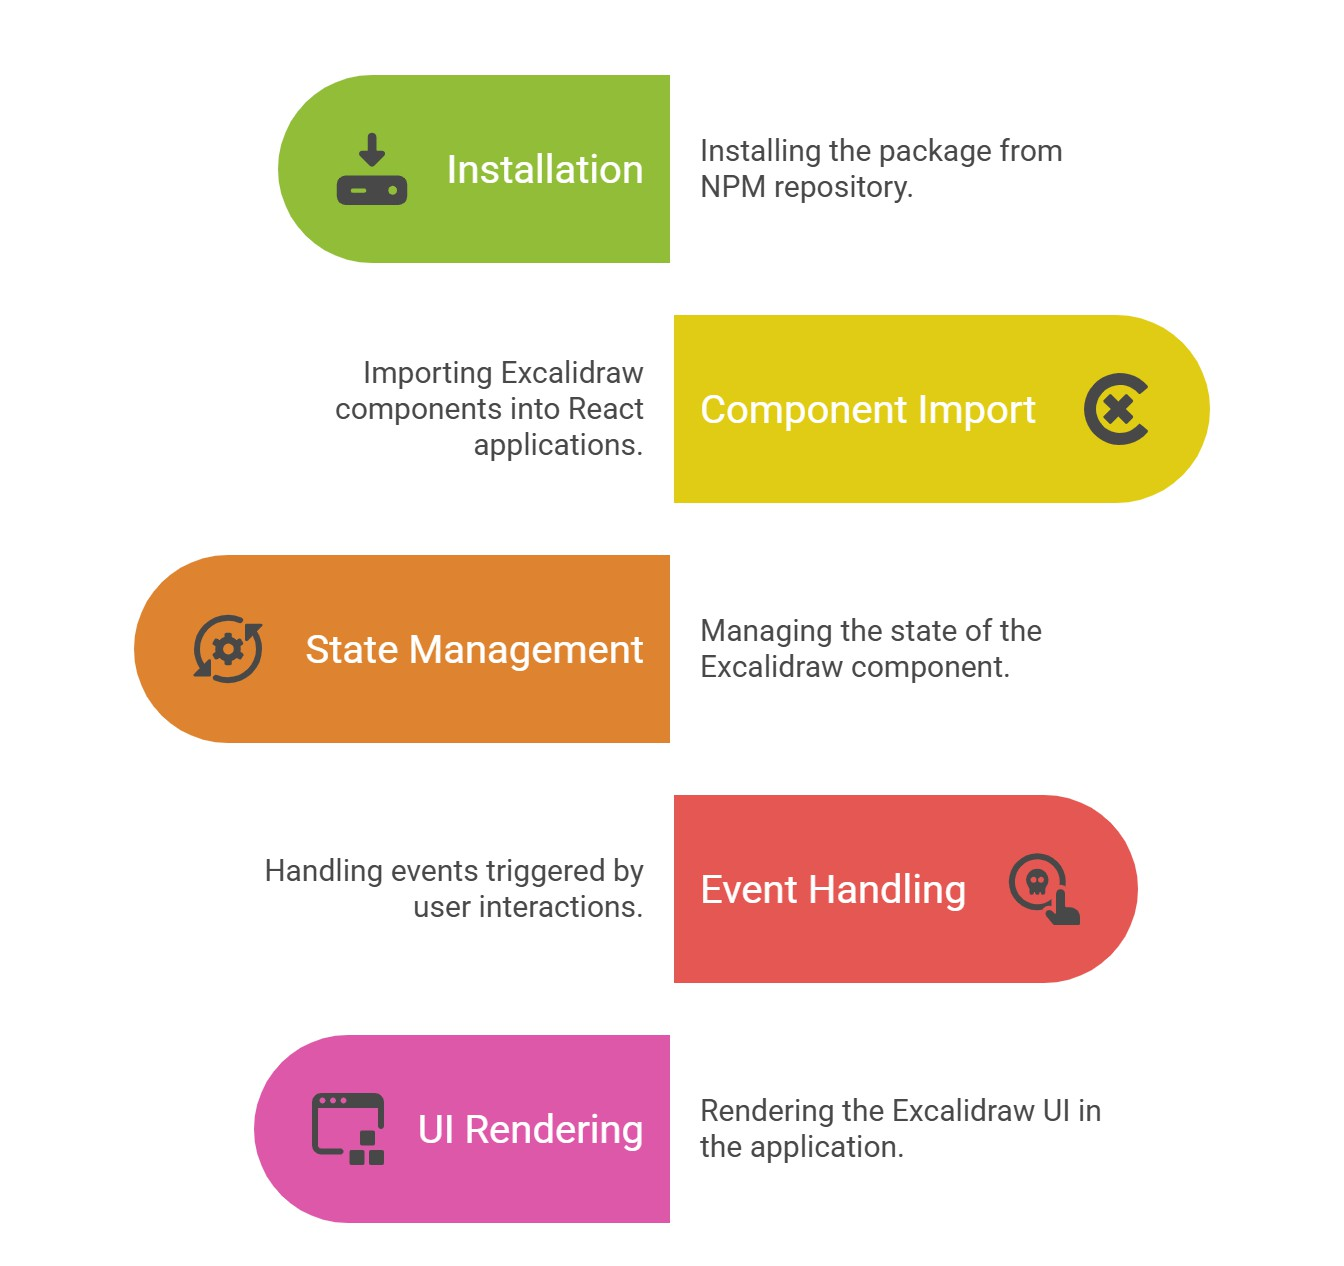 Installation
Installing the package from
NPM repository.
Importing Excalidraw
components into React
applications.
Component Import
State Management
Managing the state of the
Excalidraw component.
Handling events triggered by
user interactions.
Event Handling
UI Rendering
Rendering the Excalidraw UI in
the application.